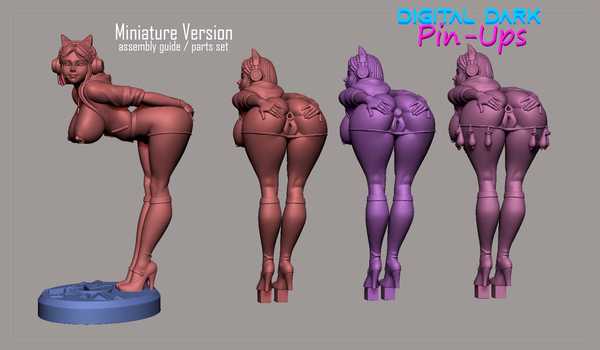 Miniature Version
assembly guide / parts set
DIGITAL DARK
Pin-Ups